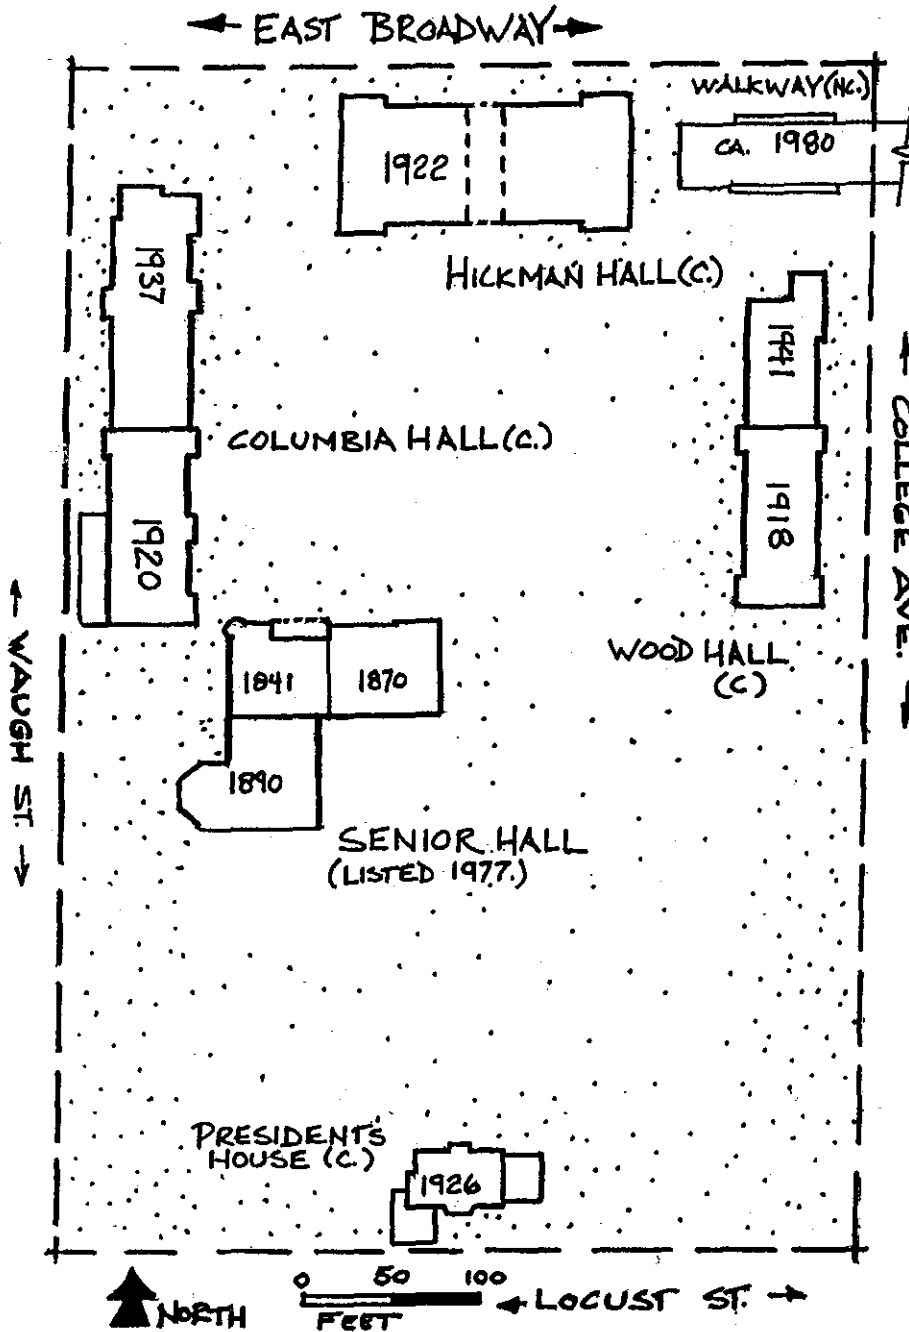 EAST BROADWAY
WALKWAY (NC.)
CA. 1980
1922
HICKMAN HALL (C.)
1937
1941
COLUMBIA HALL (C.)
COLLEGE AVE.
1920
1918
WAUGH ST.
WOOD HALL
(C)
1841
1870
1890
SENIOR HALL
(LISTED 1977.)
PRESIDENT'S
HOUSE (C.)
1926
0 50 100
FEET
NORTH
LOCUST ST.